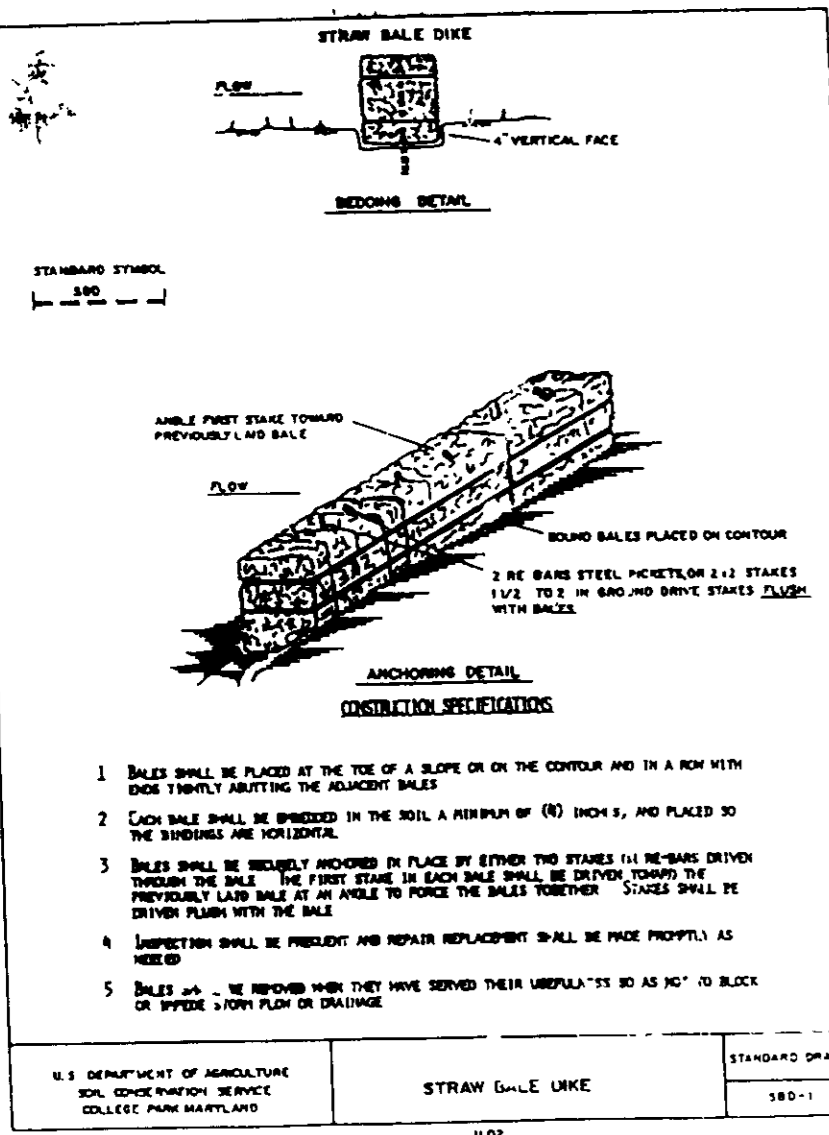 STRAW BALE DIKE
FLOW
4" VERTICAL FACE
BEDDING DETAIL
STANDARD SYMBOL
SBD
ANGLE FIRST STAKE TOWARD
PREVIOUSLY LAID BALE
FLOW
BOUND BALES PLACED ON CONTOUR
2 RE BARS STEEL PICKETS, OR 2 x 2 STAKES
1 1/2 TO 2 IN GROUND DRIVE STAKES FLUSH
WITH BALES
ANCHORING DETAIL
CONSTRUCTION SPECIFICATIONS
1 BALES SHALL BE PLACED AT THE TOE OF A SLOPE OR ON THE CONTOUR AND IN A ROW WITH
ENDS TIGHTLY ABUTTING THE ADJACENT BALES
2 EACH BALE SHALL BE EMBEDDED IN THE SOIL A MINIMUM OF (4) INCHES, AND PLACED SO
THE BINDINGS ARE HORIZONTAL
3 BALES SHALL BE SECURELY ANCHORED IN PLACE BY EITHER TWO STAKES RE-BARS DRIVEN
THROUGH THE BALE THE FIRST STAKE IN EACH BALE SHALL BE DRIVEN TOWARD THE
PREVIOUSLY LAID BALE AT AN ANGLE TO FORCE THE BALES TOGETHER STAKES SHALL BE
DRIVEN FLUSH WITH THE BALE
4 INSPECTION SHALL BE FREQUENT AND REPAIR REPLACEMENT SHALL BE MADE PROMPTLY AS
NEEDED
5 BALES BE REMOVED WHEN THEY HAVE SERVED THEIR USEFULNESS SO AS NOT TO BLOCK
OR IMPEDE STORM FLOW OR DRAINAGE
U.S DEPARTMENT OF AGRICULTURE
SOIL CONSERVATION SERVICE
COLLEGE PARK MARYLAND
STRAW BALE DIKE
STANDARD DRA
SBD-1